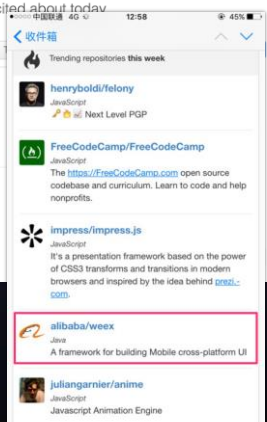 cited about today
中国联通 4G 12:58 45%
收件箱
Trending repositories this week
henryboldi/felony
JavaScript
🔑 👌 📨 Next Level PGP
FreeCodeCamp/FreeCodeCamp
JavaScript
The https://FreeCodeCamp.com open source
codebase and curriculum. Learn to code and help
nonprofits.
impress/impress.js
JavaScript
It's a presentation framework based on the power
of CSS3 transforms and transitions in modern
browsers and inspired by the idea behind prezi.-
com.
alibaba/weex
Java
A framework for building Mobile cross-platform UI
juliangarnier/anime
JavaScript
Javascript Animation Engine